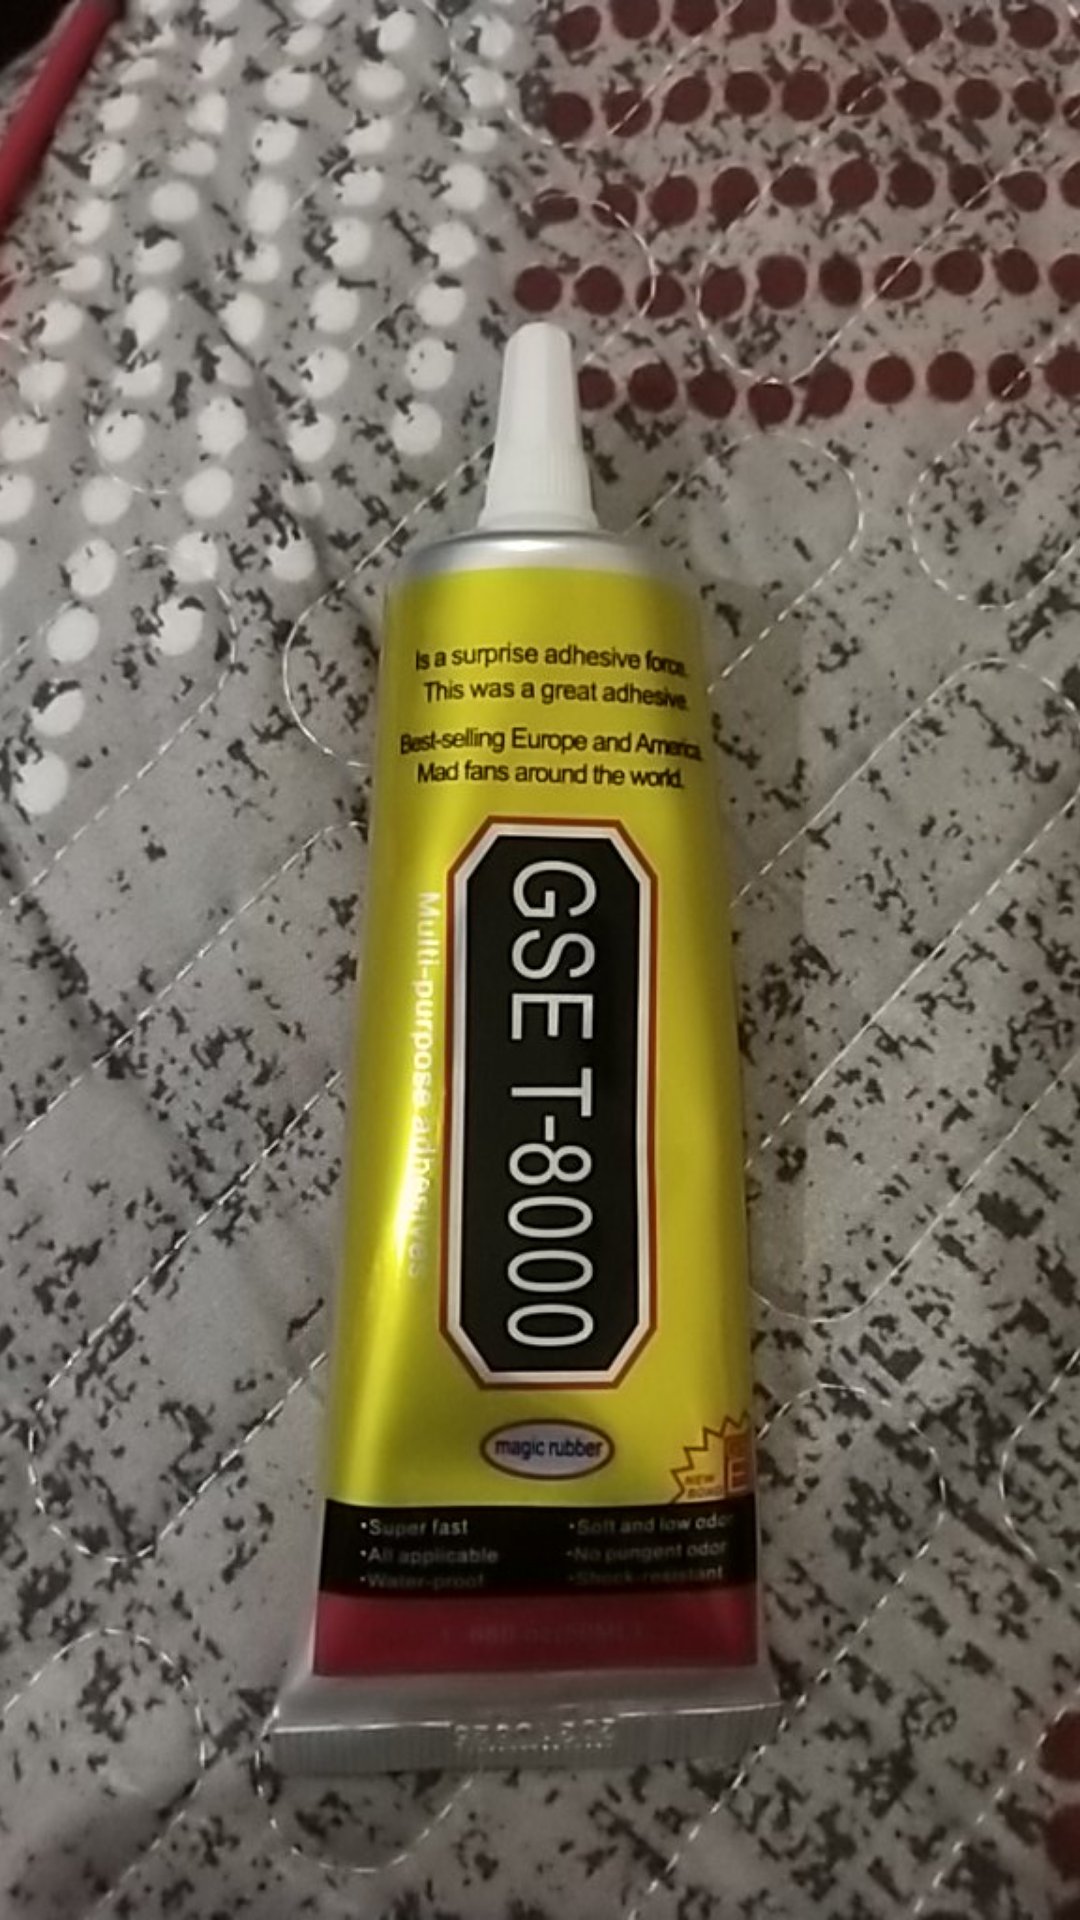 Is a surprise adhesive force.
This was a great adhesive.
Best-selling Europe and America.
Mad fans around the world.
GSE T-8000
Multi-purpose adhesives
magic rubber
NEW
BOND
E
•Super fast
•All applicable
•Water-proof
•Soft and low odor
•No pungent odor
•Shock-resistant